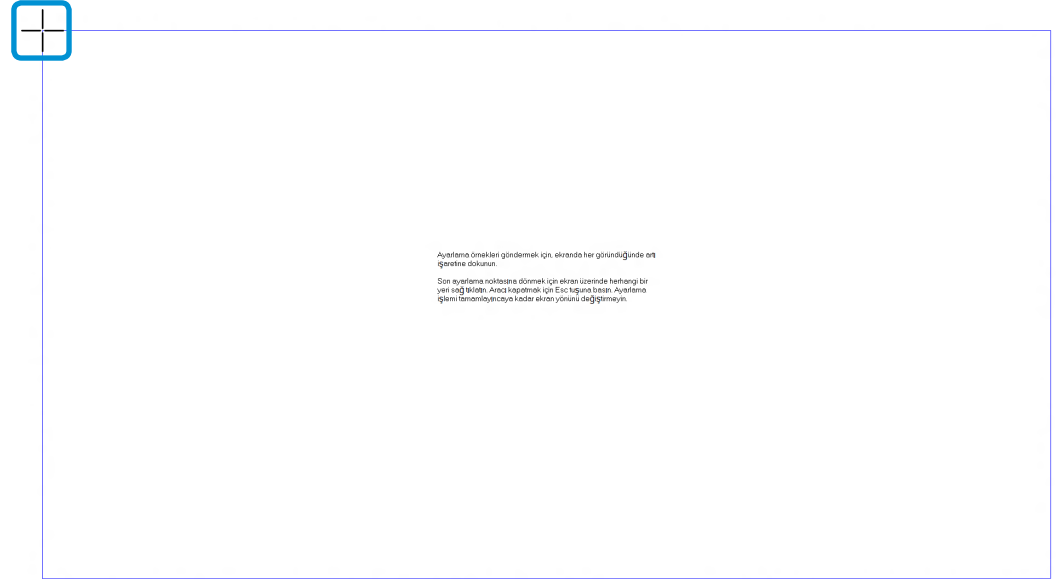 Ayarlama örnekleri göndermek için, ekranda her göründüğünde artı
işaretine dokunun.
Son ayarlama noktasına dönmek için ekran üzerinde herhangi bir
yeri sağ tıklatın. Aracı kapatmak için Esc tuşuna basın. Ayarlama
işlemi tamamlayıncaya kadar ekran yönünü değiştirmeyin.